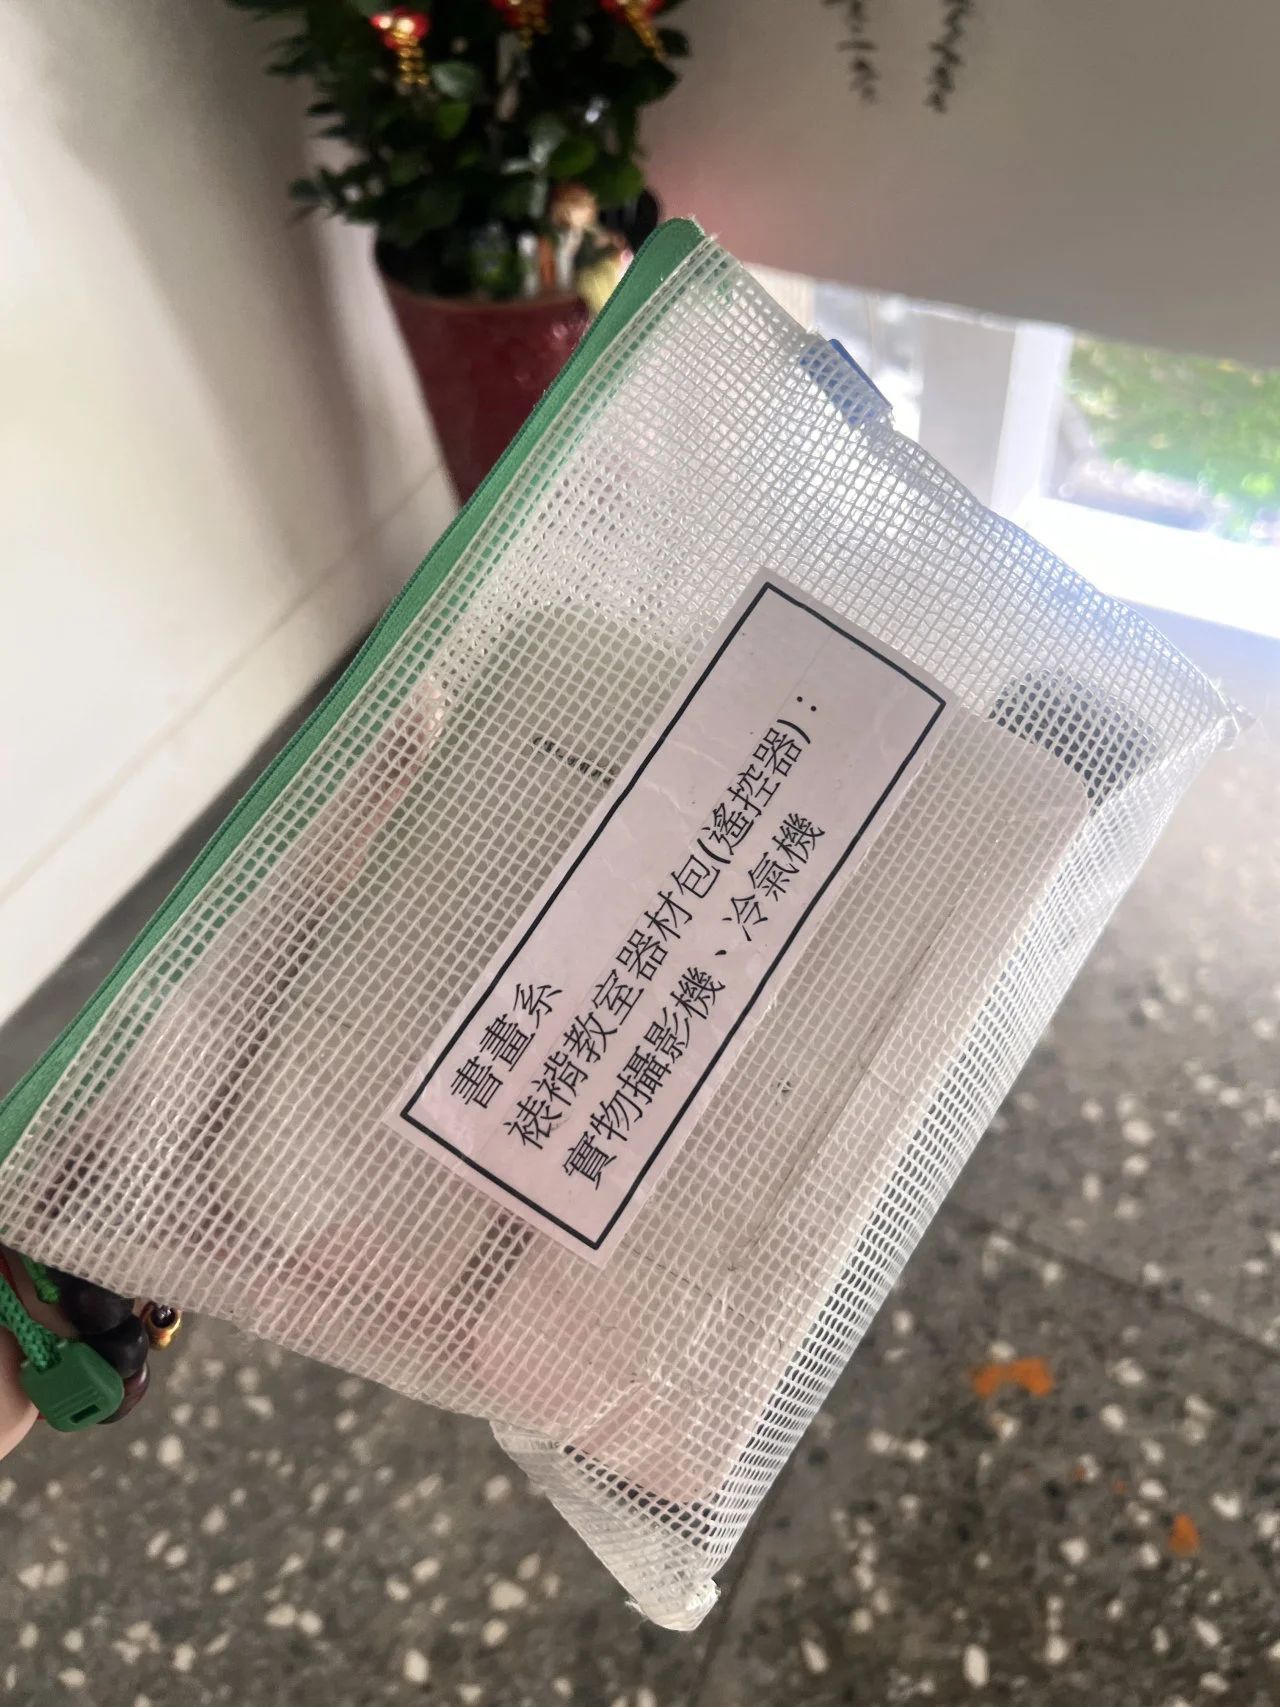 書畫系
裱褙教室器材包(遙控器)：
實物攝影機、冷氣機